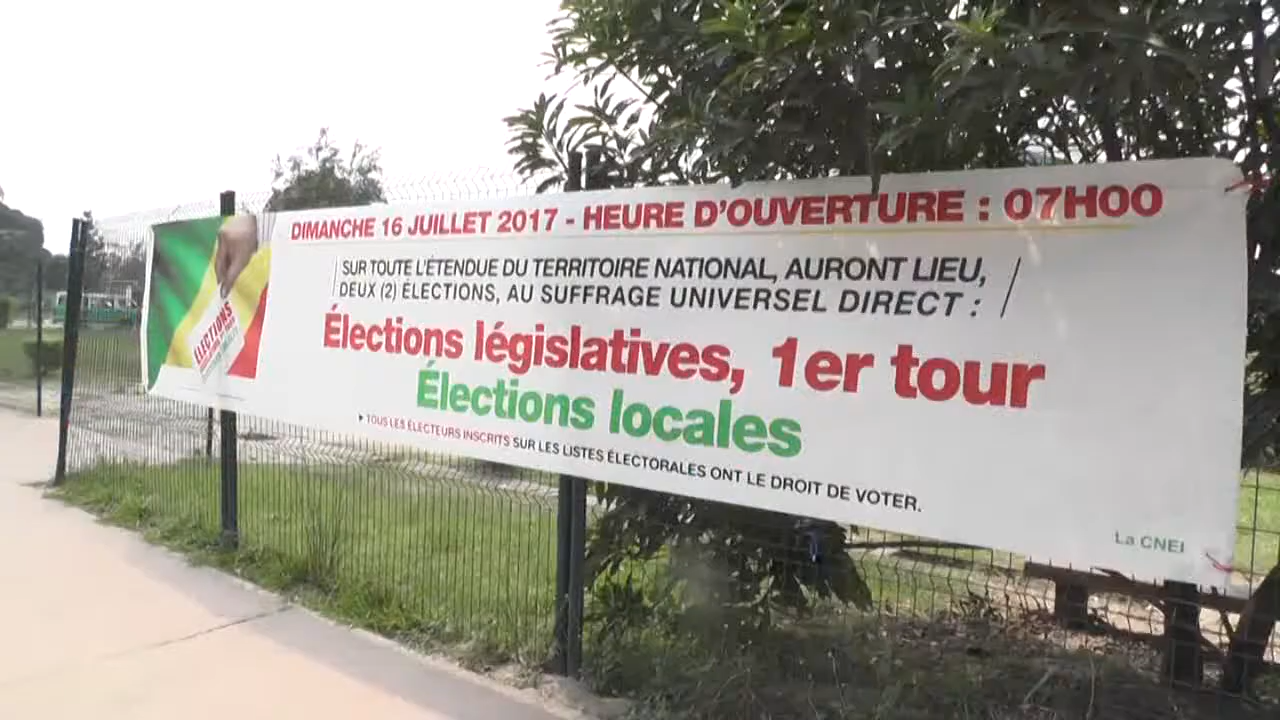 DIMANCHE 16 JUILLET 2017 - HEURE D'OUVERTURE : 07H00
SUR TOUTE L'ÉTENDUE DU TERRITOIRE NATIONAL, AURONT LIEU,
DEUX (2) ÉLECTIONS, AU SUFFRAGE UNIVERSEL DIRECT :
Élections législatives, 1er tour
Élections locales
TOUS LES ÉLECTEURS INSCRITS SUR LES LISTES ÉLECTORALES ONT LE DROIT DE VOTER.
La CNEI
ÉLECTIONS